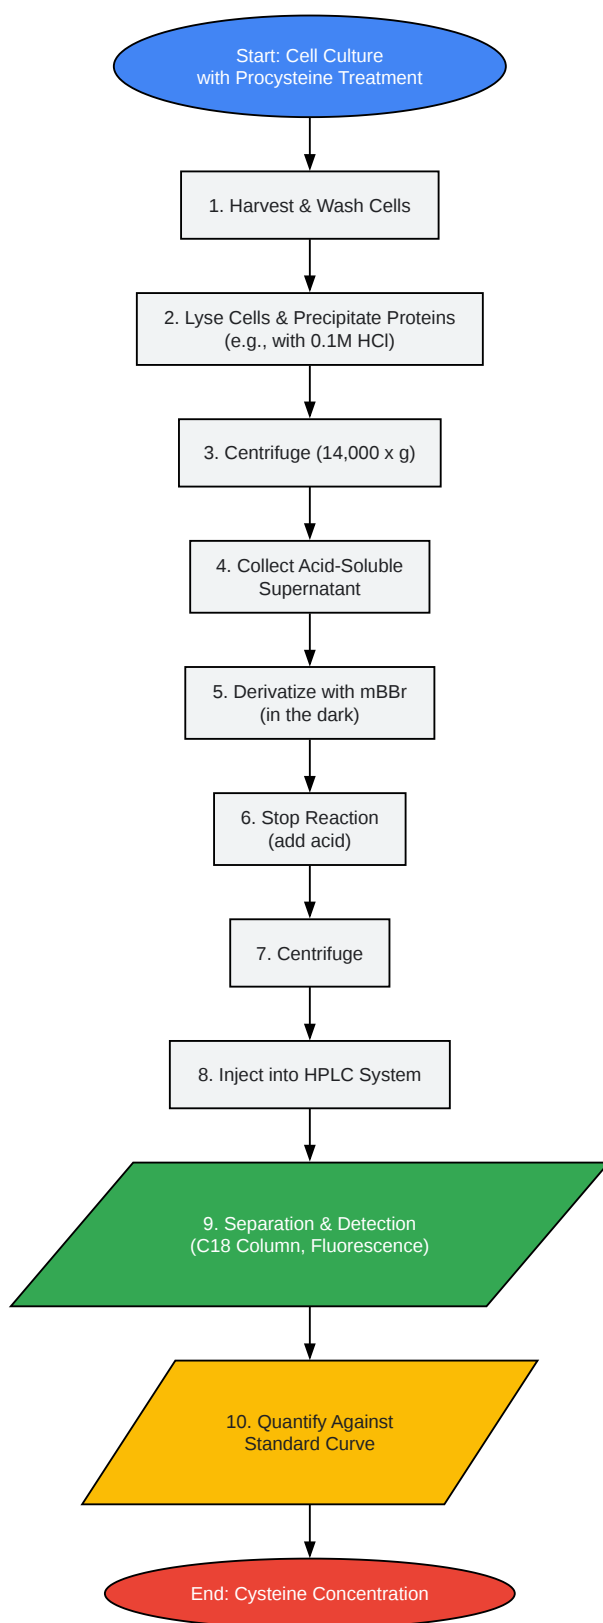 Start: Cell Culture
with Procysteine Treatment
1. Harvest & Wash Cells
2. Lyse Cells & Precipitate Proteins
(e.g., with 0.1M HCl)
3. Centrifuge (14,000 x g)
4. Collect Acid-Soluble
Supernatant
5. Derivatize with mBBr
(in the dark)
6. Stop Reaction
(add acid)
7. Centrifuge
8. Inject into HPLC System
9. Separation & Detection
(C18 Column, Fluorescence)
10. Quantify Against
Standard Curve
End: Cysteine Concentration